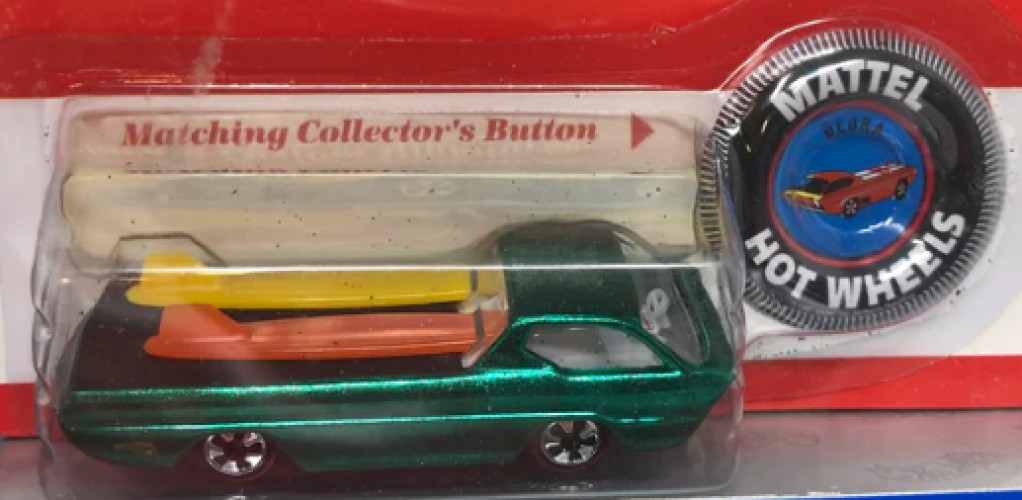 Matching Collector's Button
MATTEL
DEORA
HOT WHEELS